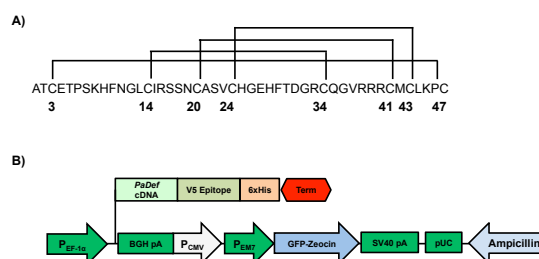 A)
ATCETPSKHFNGLCIRSSNCASVCHGEHFTDGRCQGVRRRCMCLKPC
3 14 20 24 34 41 43 47
B)
PaDef cDNA V5 Epitope 6xHis Term
PEF-1α BGH pA PCMV PEM7 GFP-Zeocin SV40 pA pUC Ampicillin